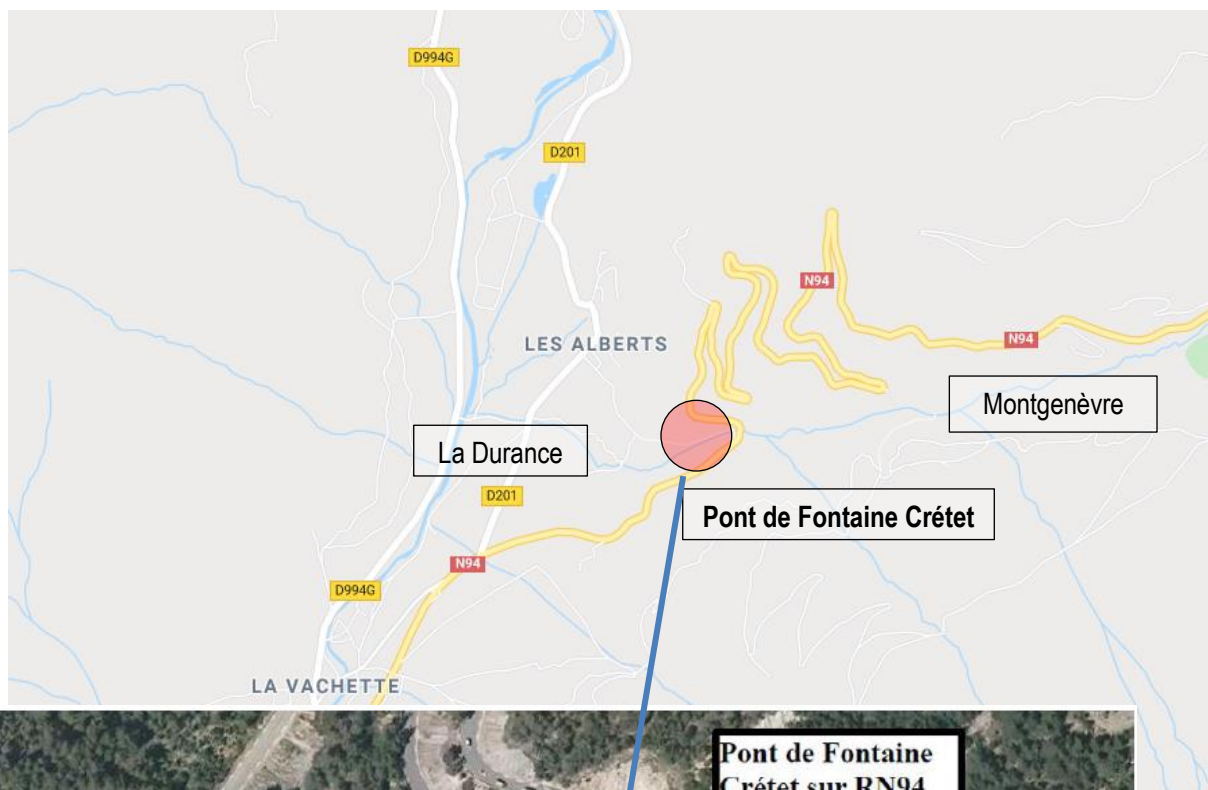 D994G
D201
N94
LES ALBERTS
N94
Montgenèvre
La Durance
D201
Pont de Fontaine Crétet
N94
D994G
LA VACHETTE
Pont de Fontaine
Crétet sur RN94